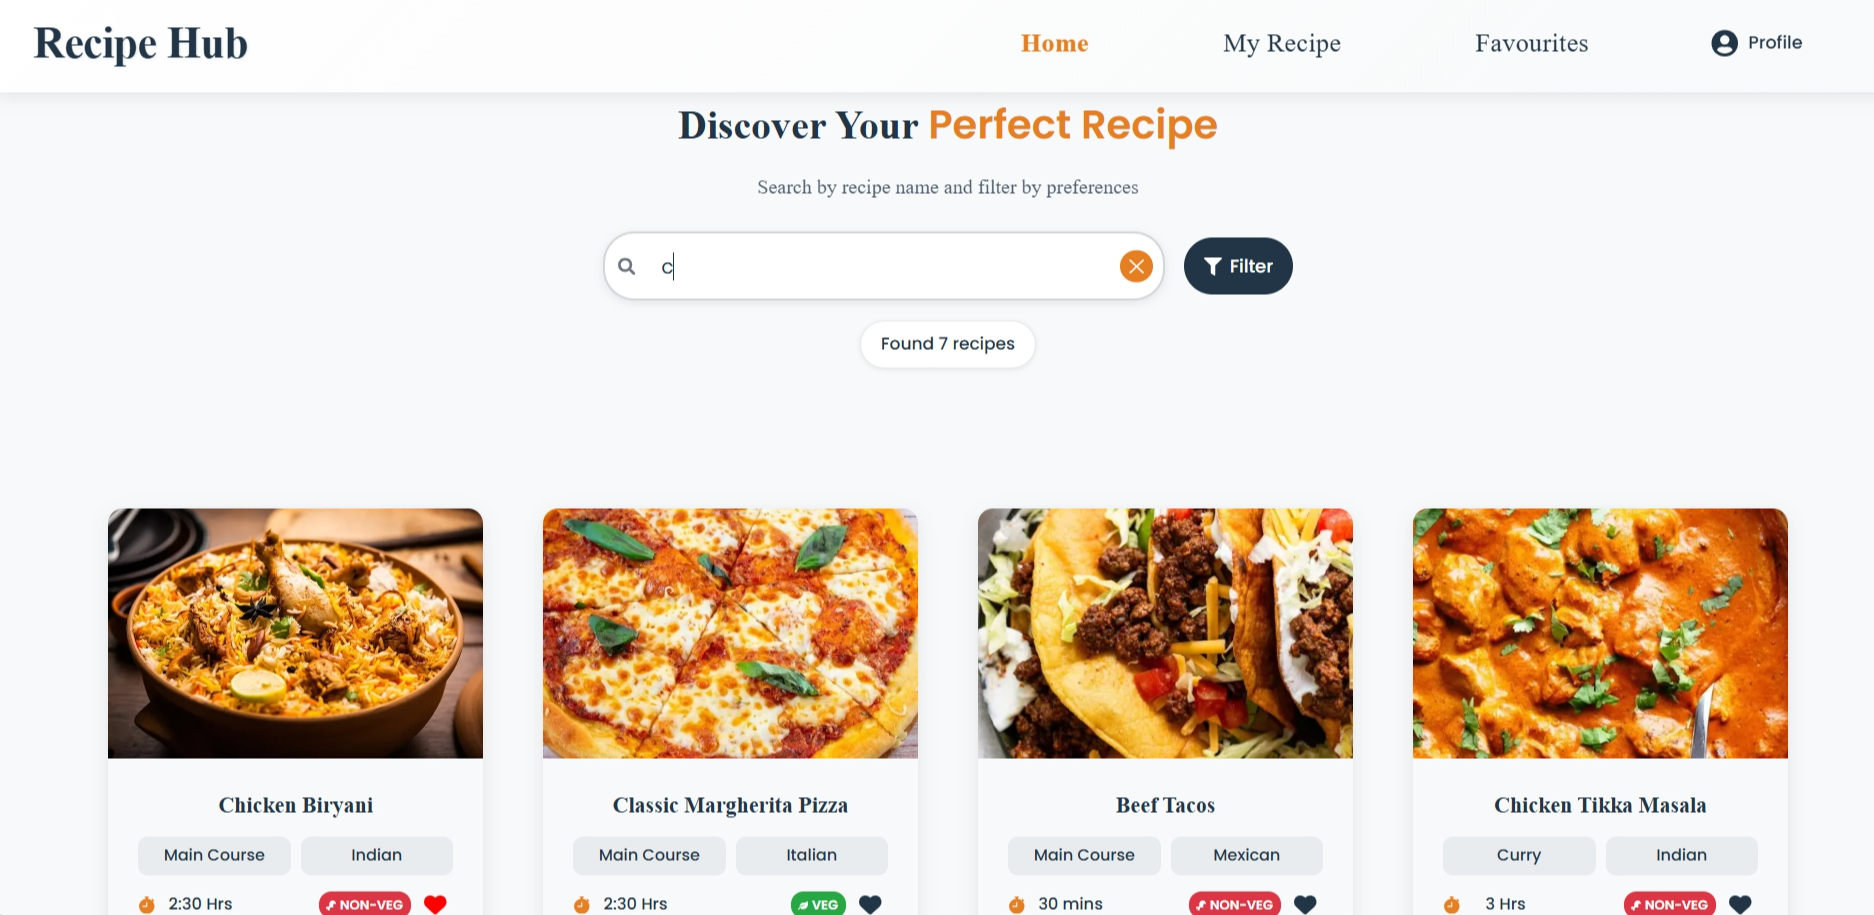 Recipe Hub
Home
My Recipe
Favourites
Profile
Discover Your Perfect Recipe
Search by recipe name and filter by preferences
c
Filter
Found 7 recipes
Chicken Biryani
Main Course
Indian
2:30 Hrs
NON-VEG
Classic Margherita Pizza
Main Course
Italian
2:30 Hrs
VEG
Beef Tacos
Main Course
Mexican
30 mins
NON-VEG
Chicken Tikka Masala
Curry
Indian
3 Hrs
NON-VEG